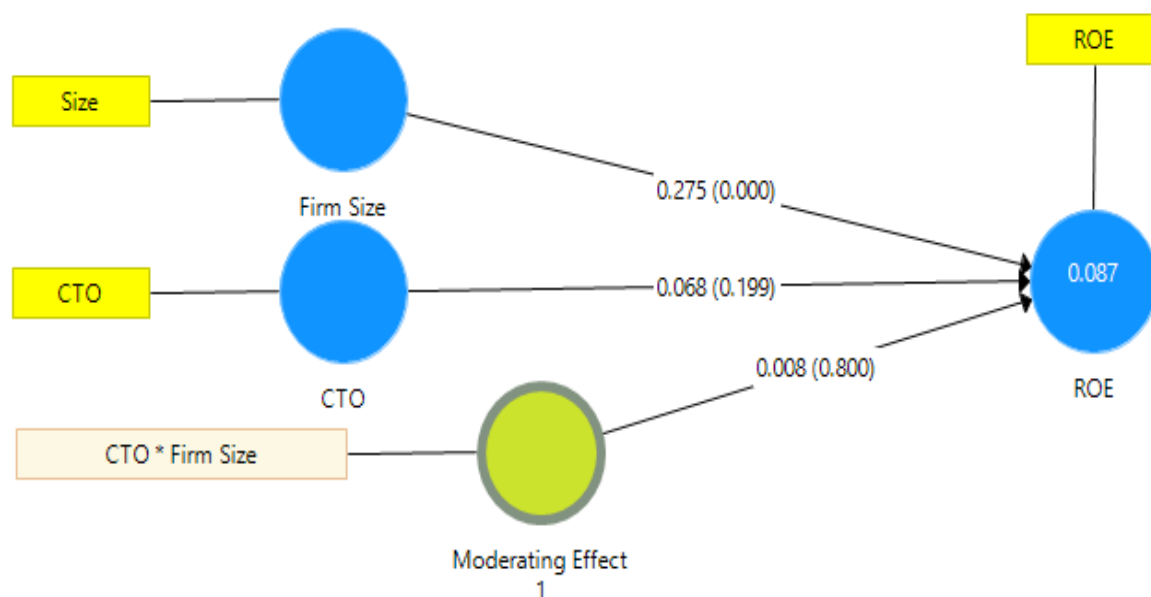 ROE
Size
0.275 (0.000)
Firm Size
0.087
CTO
0.068 (0.199)
0.008 (0.800)
ROE
CTO
CTO * Firm Size
Moderating Effect
1